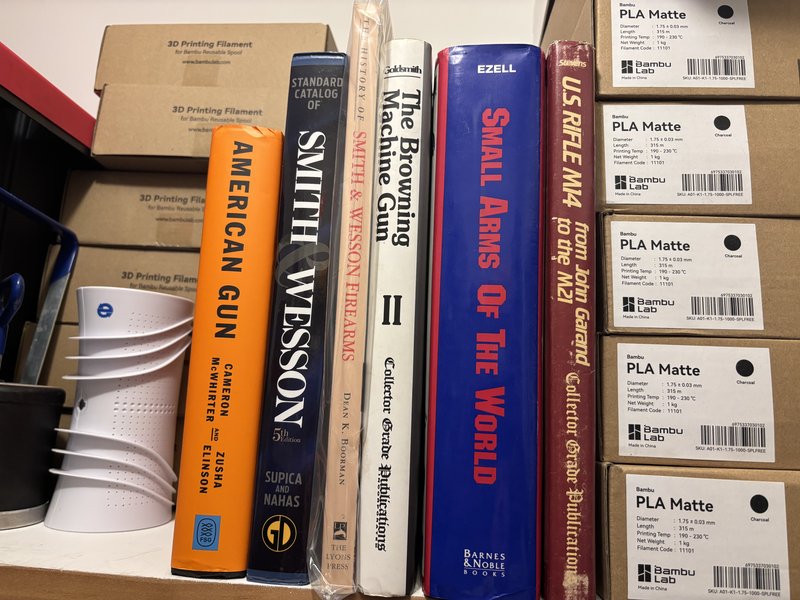 3D Printing Filament
for Bambu Reusable Spool
www.bambulab.com
3D Printing Filament
for Bambu Reusable Spool
3D Printing Filament
for Bambu Reusable Spool
3D Printing
for Bambu Reu
AMERICAN GUN
CAMERON
McWHIRTER
AND
ZUSHA
ELINSON
FSG
STANDARD
CATALOG
OF
SMITH & WESSON
5th
Edition
SUPICA
AND
NAHAS
GD
HISTORY OF
SMITH & WESSON FIREARMS
DEAN K. BOORMAN
THE
LYONS
PRESS
Goldsmith
The Browning
Machine Gun
II
Collector Grade Publications
EZELL
SMALL ARMS OF THE WORLD
BARNES
& NOBLE
BOOKS
Stevens
U.S. RIFLE M14
from John Garand
to the M21
Collector Grade Publication
PLA Matte
Charcoal
Diameter : 1.75 ± 0.03 mm
Length : 315 m
Printing Temp : 190 - 230 °C
Net Weight : 1 kg
Filament Code : 11101
Bambu
Lab
Made in China
6975337030102
SKU: A01-K1-1.75-1000-SPLFREE
Bambu
PLA Matte
Charcoal
Diameter : 1.75 ± 0.03 mm
Length : 315 m
Printing Temp : 190 - 230 °C
Net Weight : 1 kg
Filament Code : 11101
Bambu
Lab
Made in China
6975337030102
SKU: A01-K1-1.75-1000-SPLFREE
Bambu
PLA Matte
Charcoal
Diameter : 1.75 ± 0.03 mm
Length : 315 m
Printing Temp : 190 - 230 °C
Net Weight : 1 kg
Filament Code : 11101
Bambu
Lab
Made in China
6975337030102
SKU: A01-K1-1.75-1000-SPLFREE
Bambu
PLA Matte
Charcoal
Diameter : 1.75 ± 0.03 mm
Length : 315 m
Printing Temp : 190 - 230 °C
Net Weight : 1 kg
Filament Code : 11101
Bambu
Lab
Made in China
6975337030102
SKU: A01-K1-1.75-1000-SPLFREE
Bambu
PLA Matte
Charcoal
Diameter : 1.75 ± 0.03 mm
Length : 315 m
Printing Temp : 190 - 230 °C
Net Weight : 1 kg
Filament Code : 11101
Bambu
Lab
Made in China
6975337030102
SKU: A01-K1-1.75-1000-SPLFREE